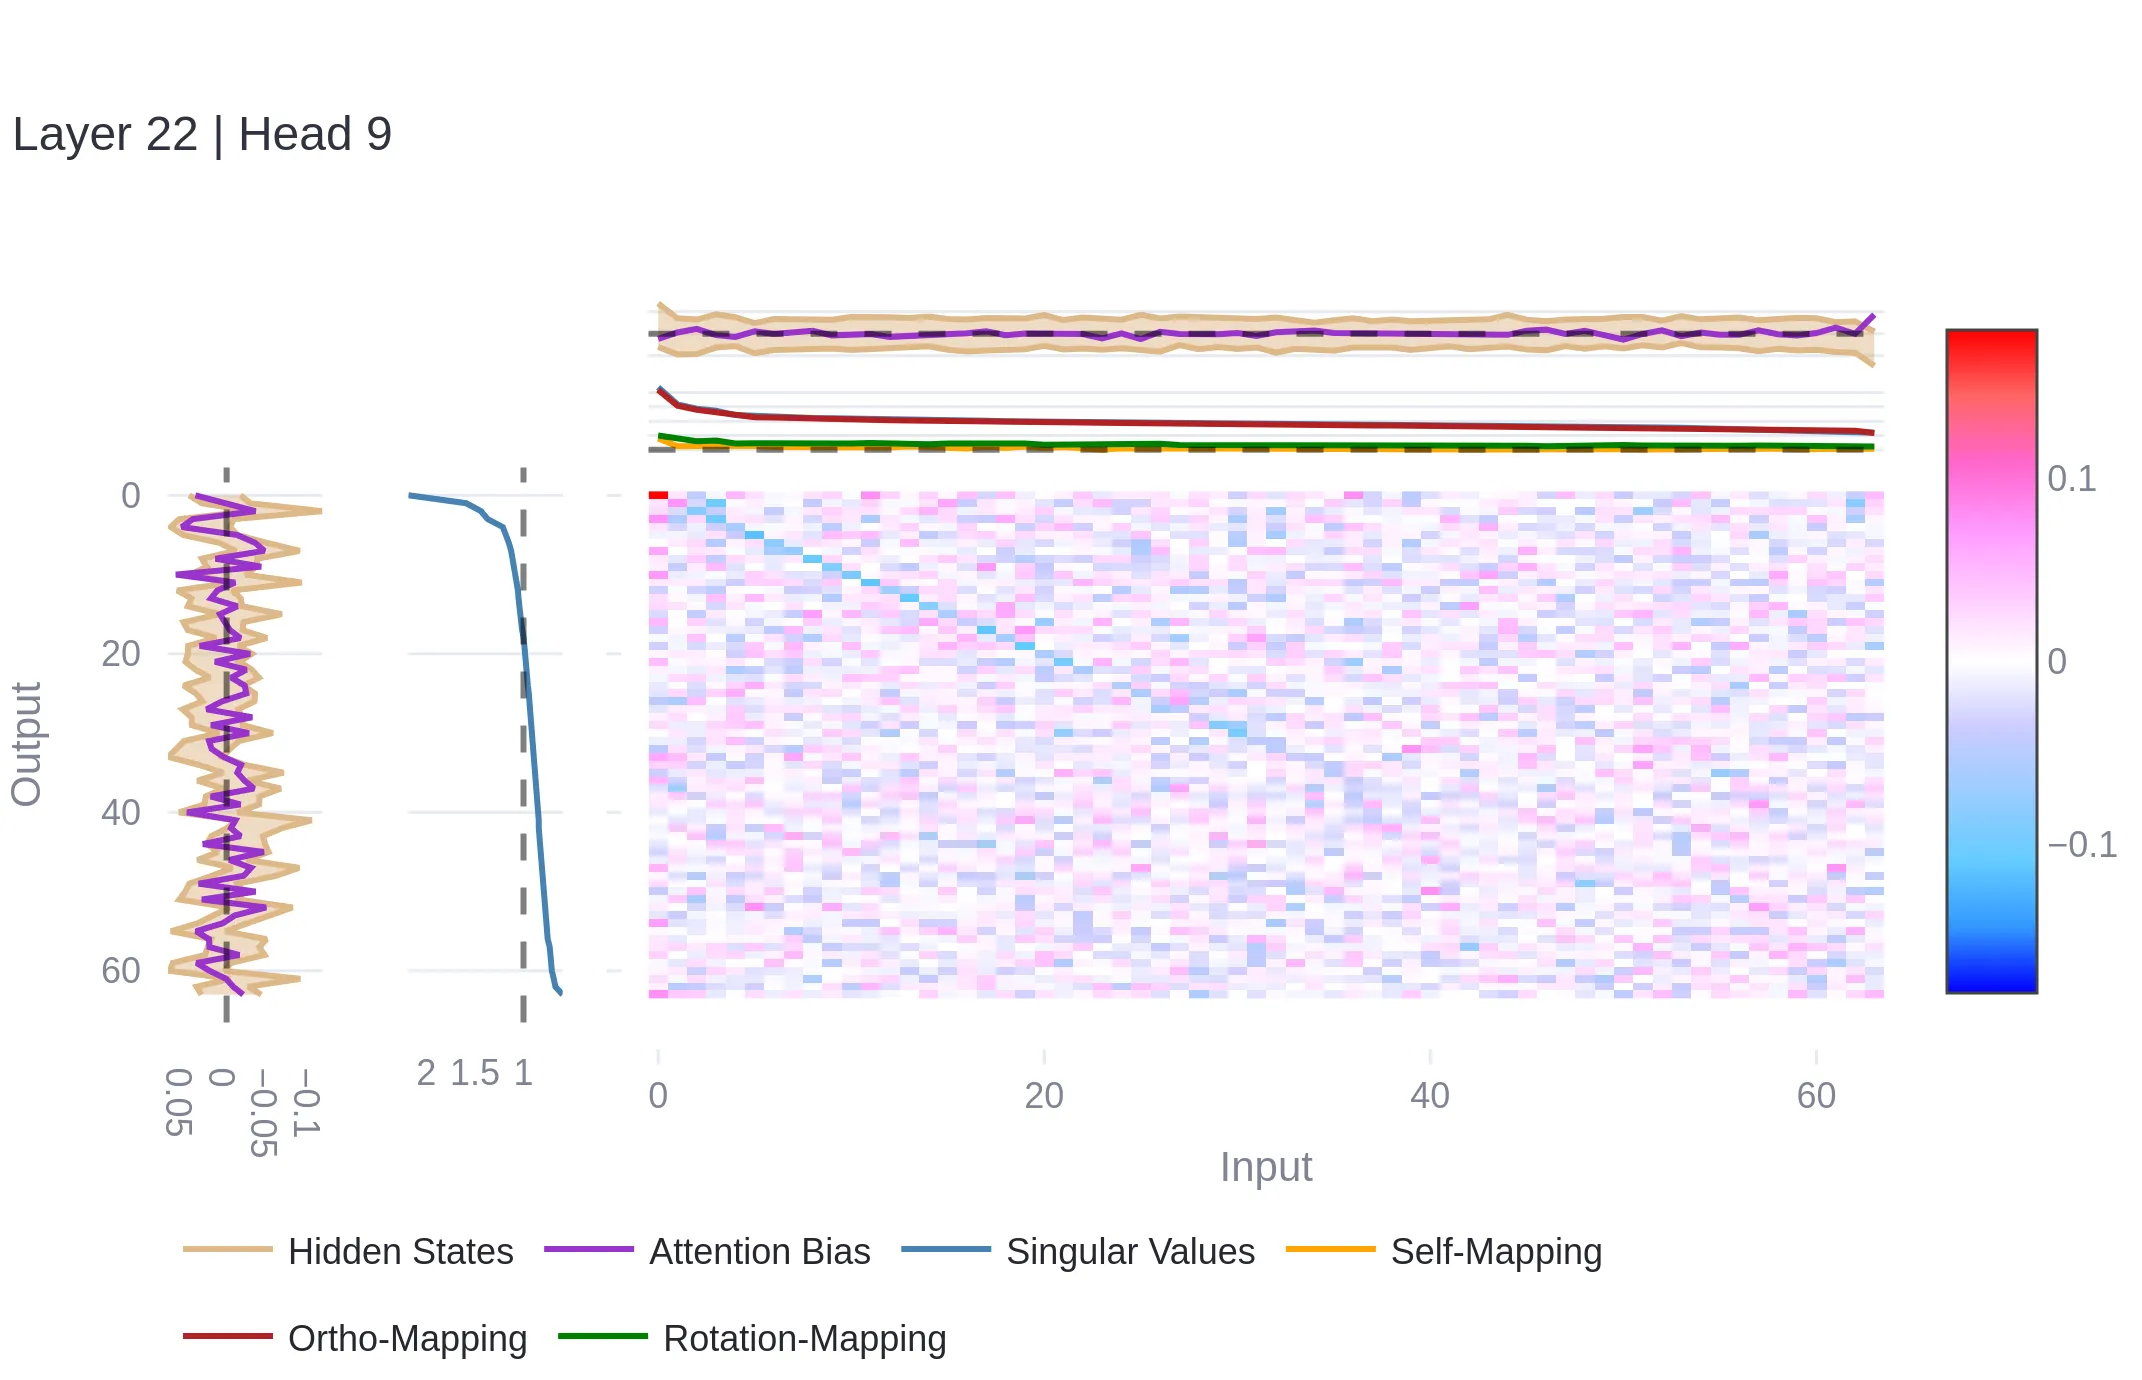 Layer 22 | Head 9
0
20
40
60
Output
0.05
0
−0.05
−0.1
2 1.5 1
0
20
40
60
Input
0.1
0
−0.1
Hidden States
Attention Bias
Singular Values
Self-Mapping
Ortho-Mapping
Rotation-Mapping